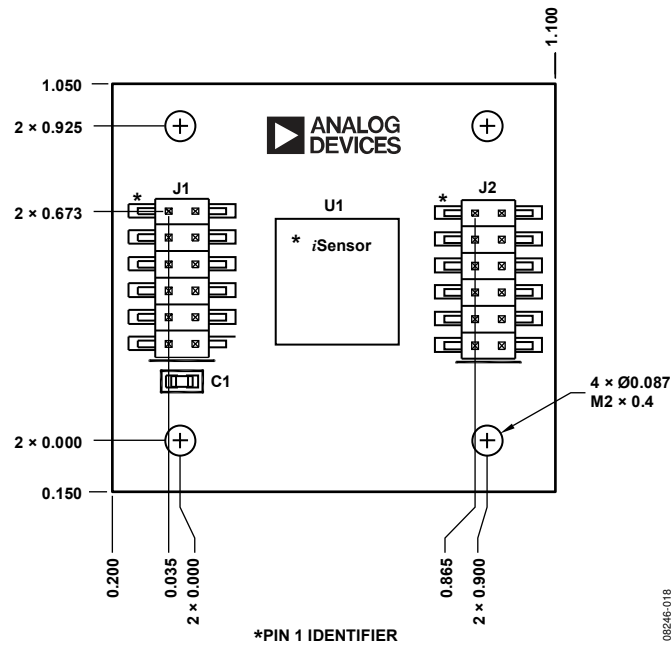 1.100
1.050
2 × 0.925
ANALOG
DEVICES
J1
J2
*
*
2 × 0.673
U1
* iSensor
C1
4 × Ø0.087
M2 × 0.4
2 × 0.000
0.150
0.200
0.035
2 × 0.000
0.865
2 × 0.900
*PIN 1 IDENTIFIER
08246-018